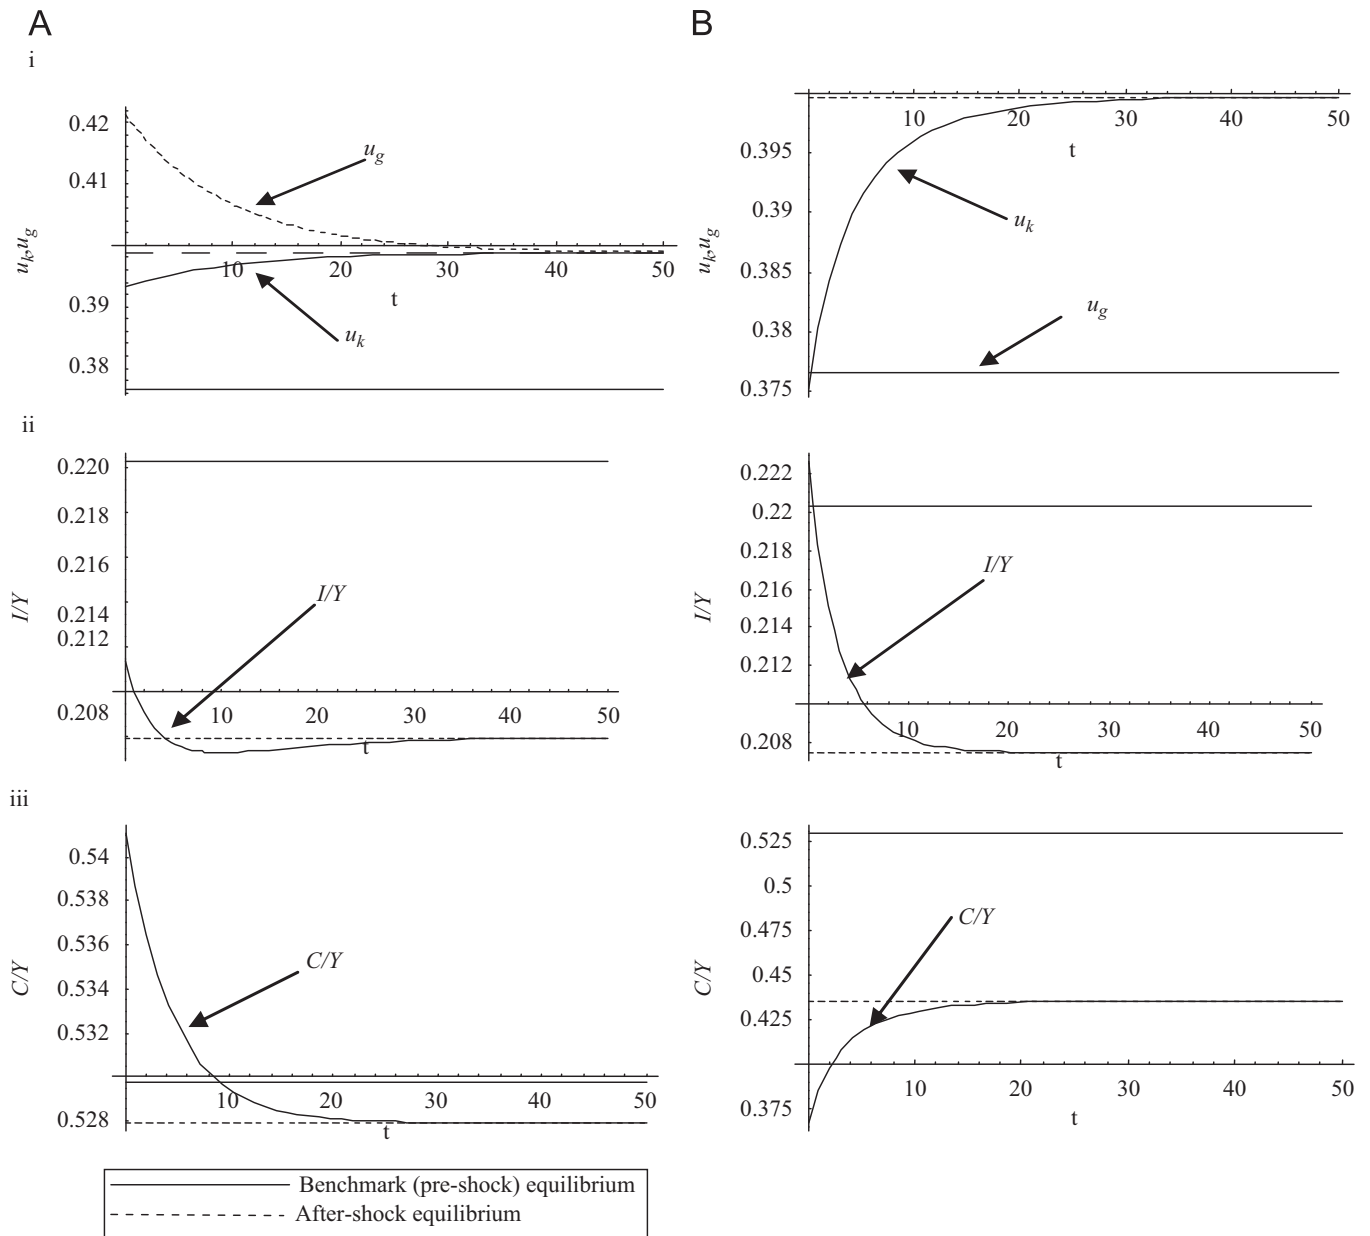 A
i
0.42
0.41
0.39
0.38
u_k,u_g
u_g
u_k
10 20 30 40 50
t
ii
0.220
0.218
0.216
0.214
0.212
0.208
I/Y
I/Y
10 20 30 40 50
t
iii
0.54
0.538
0.536
0.534
0.532
0.528
C/Y
C/Y
10 20 30 40 50
t
B
0.395
0.39
0.385
0.38
0.375
u_k,u_g
u_k
u_g
10 20 30 40 50
t
0.222
0.22
0.218
0.216
0.214
0.212
0.208
I/Y
I/Y
10 20 30 40 50
t
0.525
0.5
0.475
0.45
0.425
0.375
C/Y
C/Y
10 20 30 40 50
t
Benchmark (pre-shock) equilibrium
After-shock equilibrium